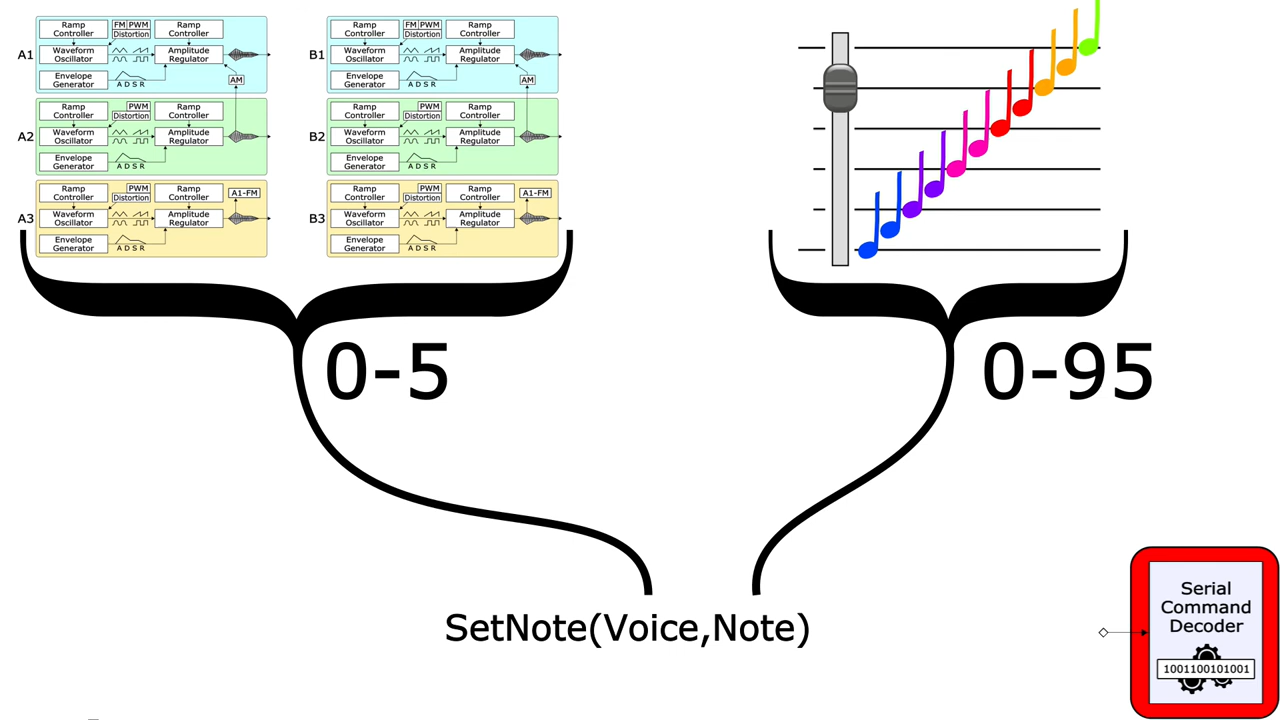 A1
Ramp
Controller
FM PWM
Distortion
Ramp
Controller
Waveform
Oscillator
Amplitude
Regulator
Envelope
Generator
A D S R
AM
A2
Ramp
Controller
PWM
Distortion
Ramp
Controller
Waveform
Oscillator
Amplitude
Regulator
Envelope
Generator
A D S R
A3
Ramp
Controller
PWM
Distortion
Ramp
Controller
A1-FM
Waveform
Oscillator
Amplitude
Regulator
Envelope
Generator
A D S R
B1
Ramp
Controller
FM PWM
Distortion
Ramp
Controller
Waveform
Oscillator
Amplitude
Regulator
Envelope
Generator
A D S R
AM
B2
Ramp
Controller
PWM
Distortion
Ramp
Controller
Waveform
Oscillator
Amplitude
Regulator
Envelope
Generator
A D S R
B3
Ramp
Controller
PWM
Distortion
Ramp
Controller
A1-FM
Waveform
Oscillator
Amplitude
Regulator
Envelope
Generator
A D S R
0-5
0-95
SetNote(Voice,Note)
Serial
Command
Decoder
1001100101001